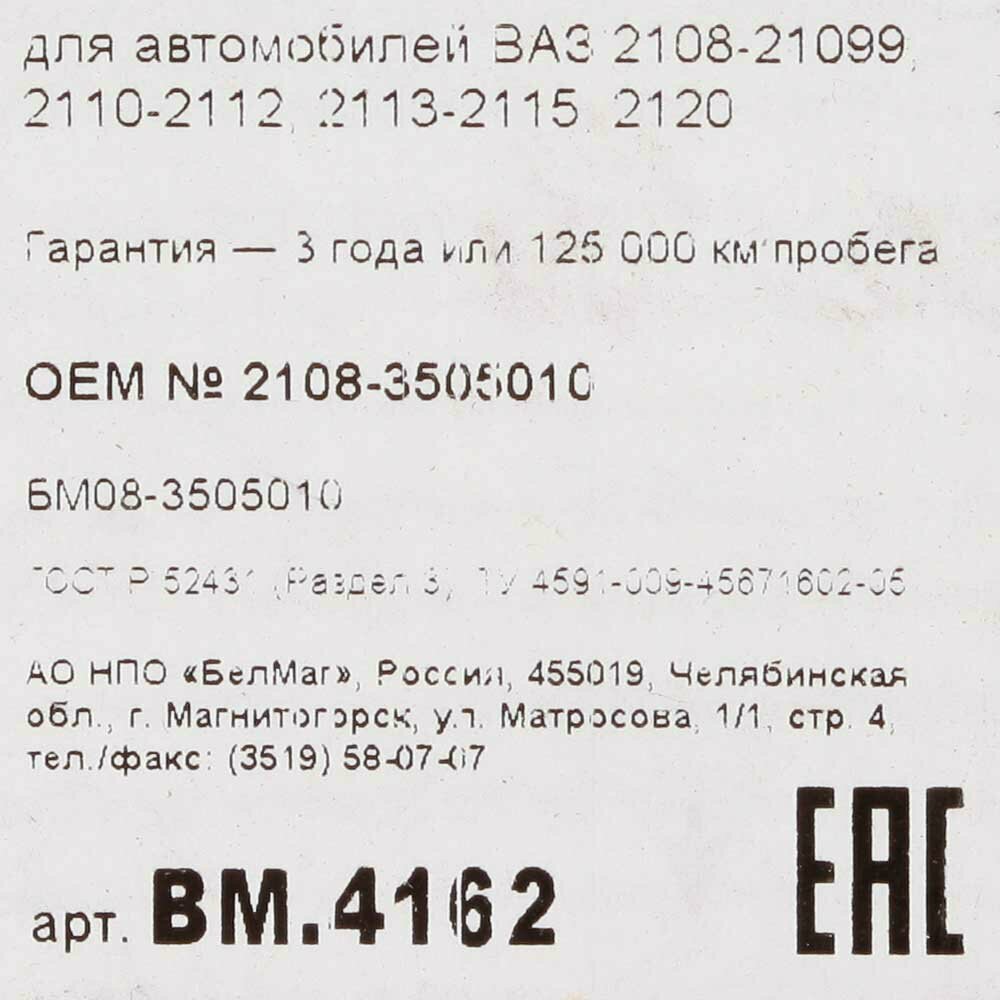 для автомобилей ВАЗ 2108-21099,
2110-2112, 2113-2115, 2120
Гарантия — 3 года или 125 000 км пробега
OEM № 2108-3505010
БМ08-3505010
ГОСТ Р 52431 (Раздел 3), ТУ 4591-009-45671602-05
АО НПО «БелМаг», Россия, 455019, Челябинская
обл., г. Магнитогорск, ул. Матросова, 1/1, стр. 4,
тел./факс: (3519) 58-07-07
арт. BM.4162
EAC